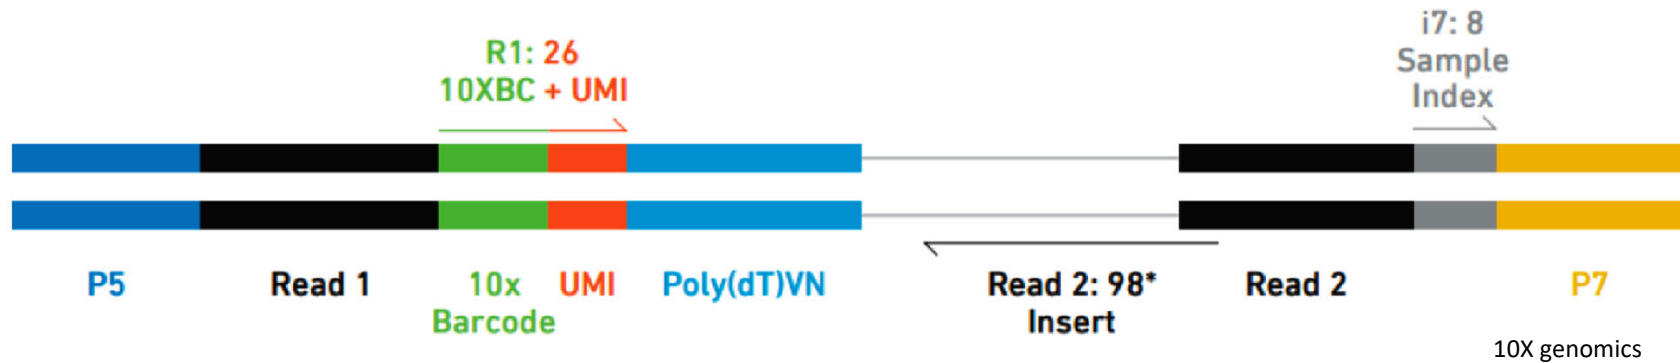 R1: 26
10XBC + UMI
i7: 8
Sample
Index
P5
Read 1
10x
Barcode
UMI
Poly(dT)VN
Read 2: 98*
Insert
Read 2
P7
10X genomics